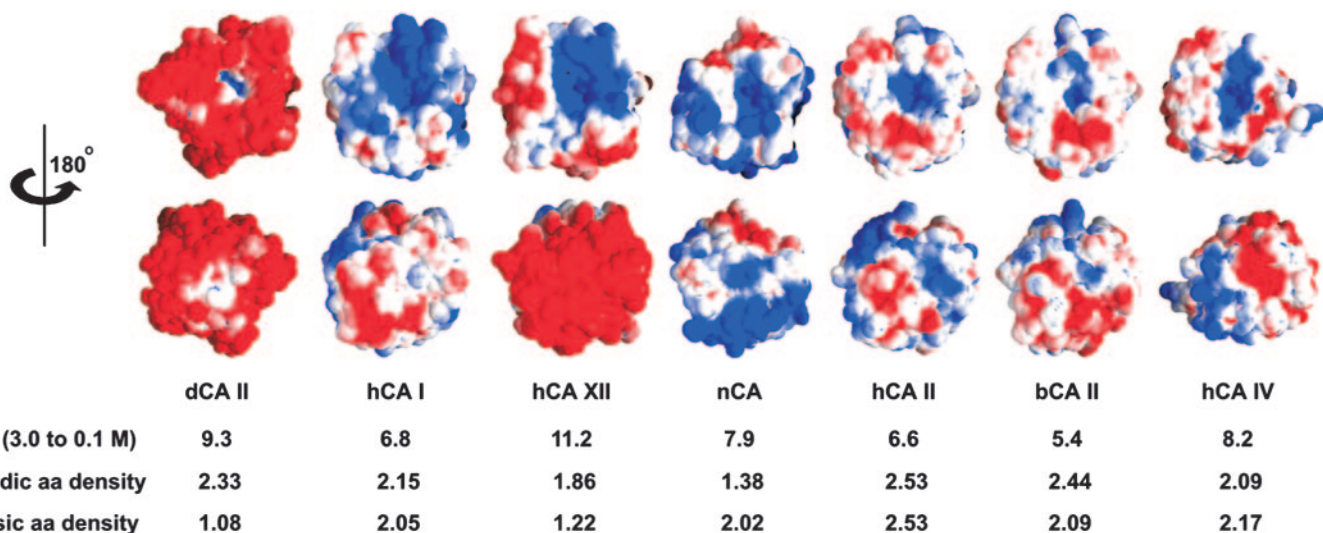 180°
dCA II hCA I hCA XII nCA hCA II bCA II hCA IV
(3.0 to 0.1 M) 9.3 6.8 11.2 7.9 6.6 5.4 8.2
dic aa density 2.33 2.15 1.86 1.38 2.53 2.44 2.09
sic aa density 1.08 2.05 1.22 2.02 2.53 2.09 2.17